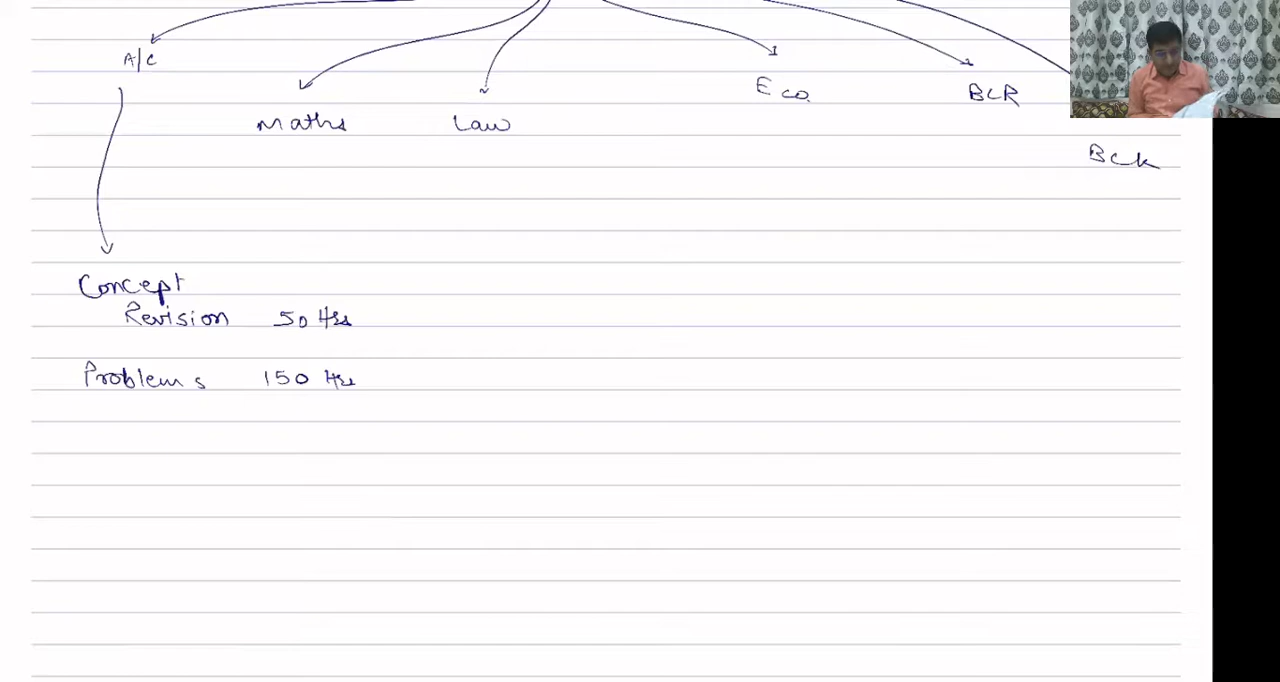 A/C
Maths
Law
Eco.
BCR
BCK
Concept
Revision 50 Hrs
Problems 150 Hrs